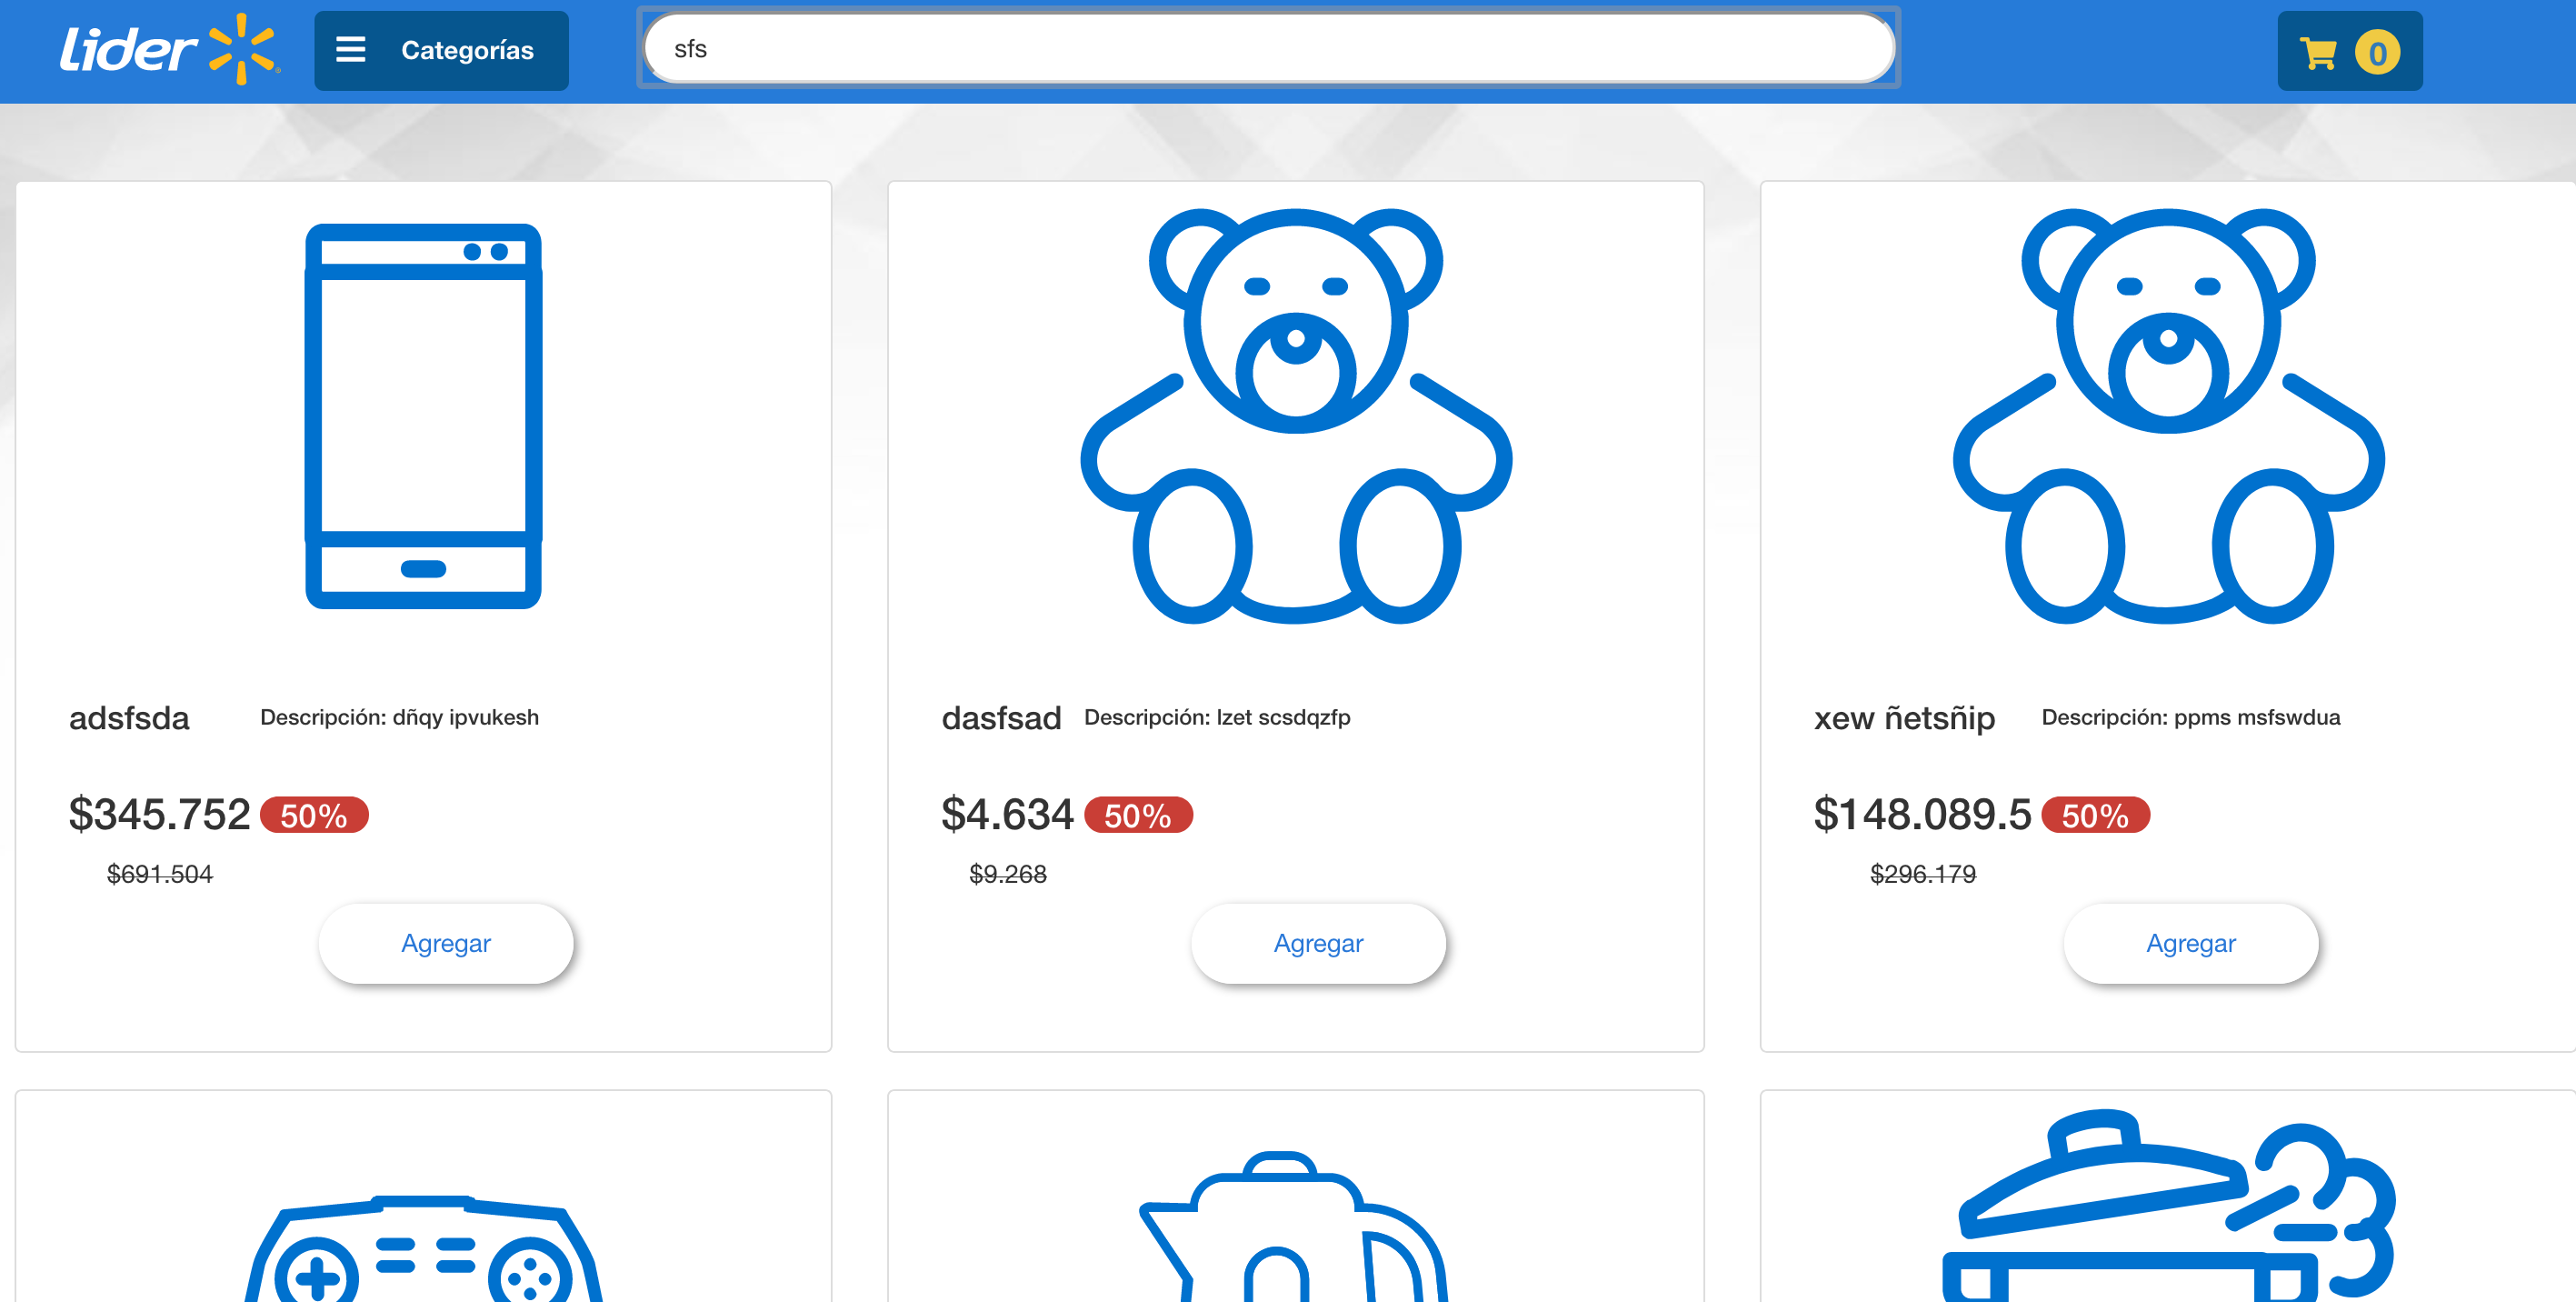 lider
Categorías
sfs
0
adsfsda Descripción: dñqy ipvukesh
$345.752 50%
$691.504
Agregar
dasfsad Descripción: lzet scsdqzfp
$4.634 50%
$9.268
Agregar
xew ñetsñip Descripción: ppms msfswdua
$148.089.5 50%
$296.179
Agregar